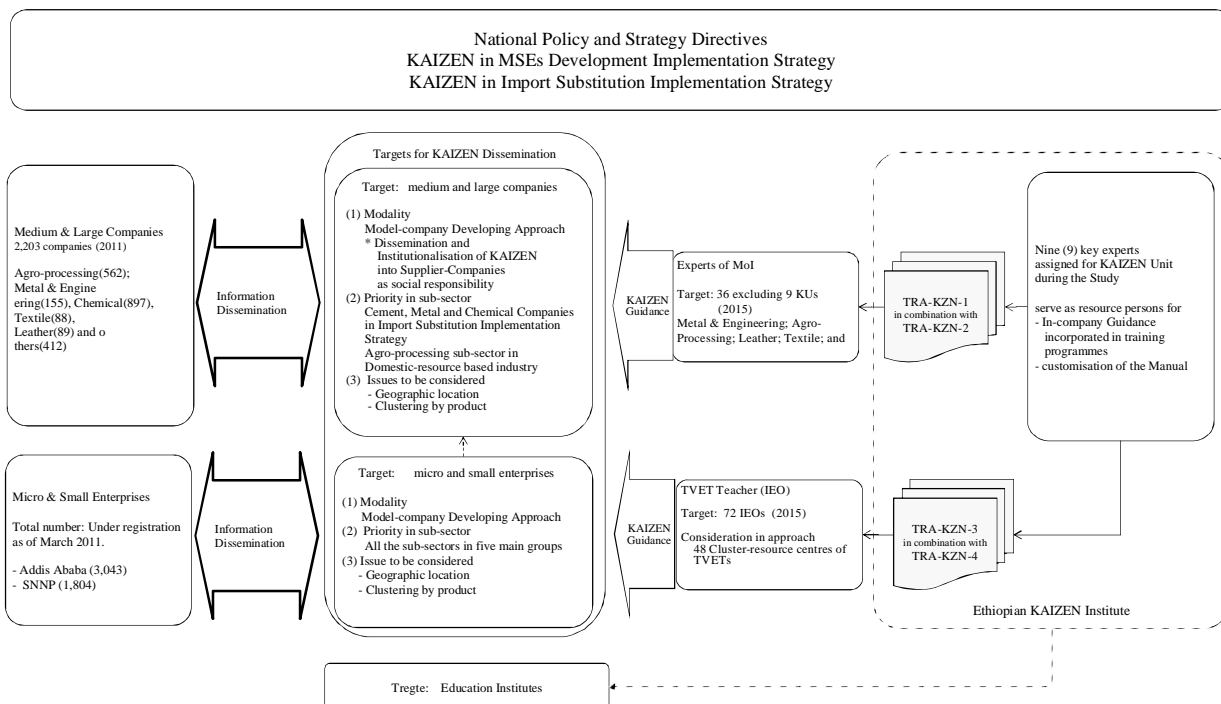 National Policy and Strategy Directives
KAIZEN in MSEs Development Implementation Strategy
KAIZEN in Import Substitution Implementation Strategy
Medium & Large Companies
2,203 companies (2011)
Agro-processing(562);
Metal & Engine
ering(155), Chemical(897),
Textile(88),
Leather(89) and o
thers(412)
Information
Dissemination
Targets for KAIZEN Dissemination
Target: medium and large companies
(1) Modality
Model-company Developing Approach
* Dissemination and
Institutionalisation of KAIZEN
into Supplier-Companies
as social responsibility
(2) Priority in sub-sector
Cement, Metal and Chemical Companies
in Import Substitution Implementation
Strategy
Agro-processing sub-sector in
Domestic-resource based industry
(3) Issues to be considered
- Geographic location
- Clustering by product
KAIZEN
Guidance
Experts of MoI
Target: 36 excluding 9 KUs
(2015)
Metal & Engineering; Agro-
Processing; Leather; Textile; and
TRA-KZN-1
in combination with
TRA-KZN-2
Nine (9) key experts
assigned for KAIZEN Unit
during the Study
serve as resource persons for
- In-company Guidance
incorporated in training
programmes
- customisation of the Manual
Micro & Small Enterprises
Total number: Under registration
as of March 2011.
- Addis Ababa (3,043)
- SNNP (1,804)
Information
Dissemination
Target: micro and small enterprises
(1) Modality
Model-company Developing Approach
(2) Priority in sub-sector
All the sub-sectors in five main groups
(3) Issue to be considered
- Geographic location
- Clustering by product
KAIZEN
Guidance
TVET Teacher (IEO)
Target: 72 IEOs (2015)
Consideration in approach
48 Cluster-resource centres of
TVETs
TRA-KZN-3
in combination with
TRA-KZN-4
Ethiopian KAIZEN Institute
Tregte: Education Institutes